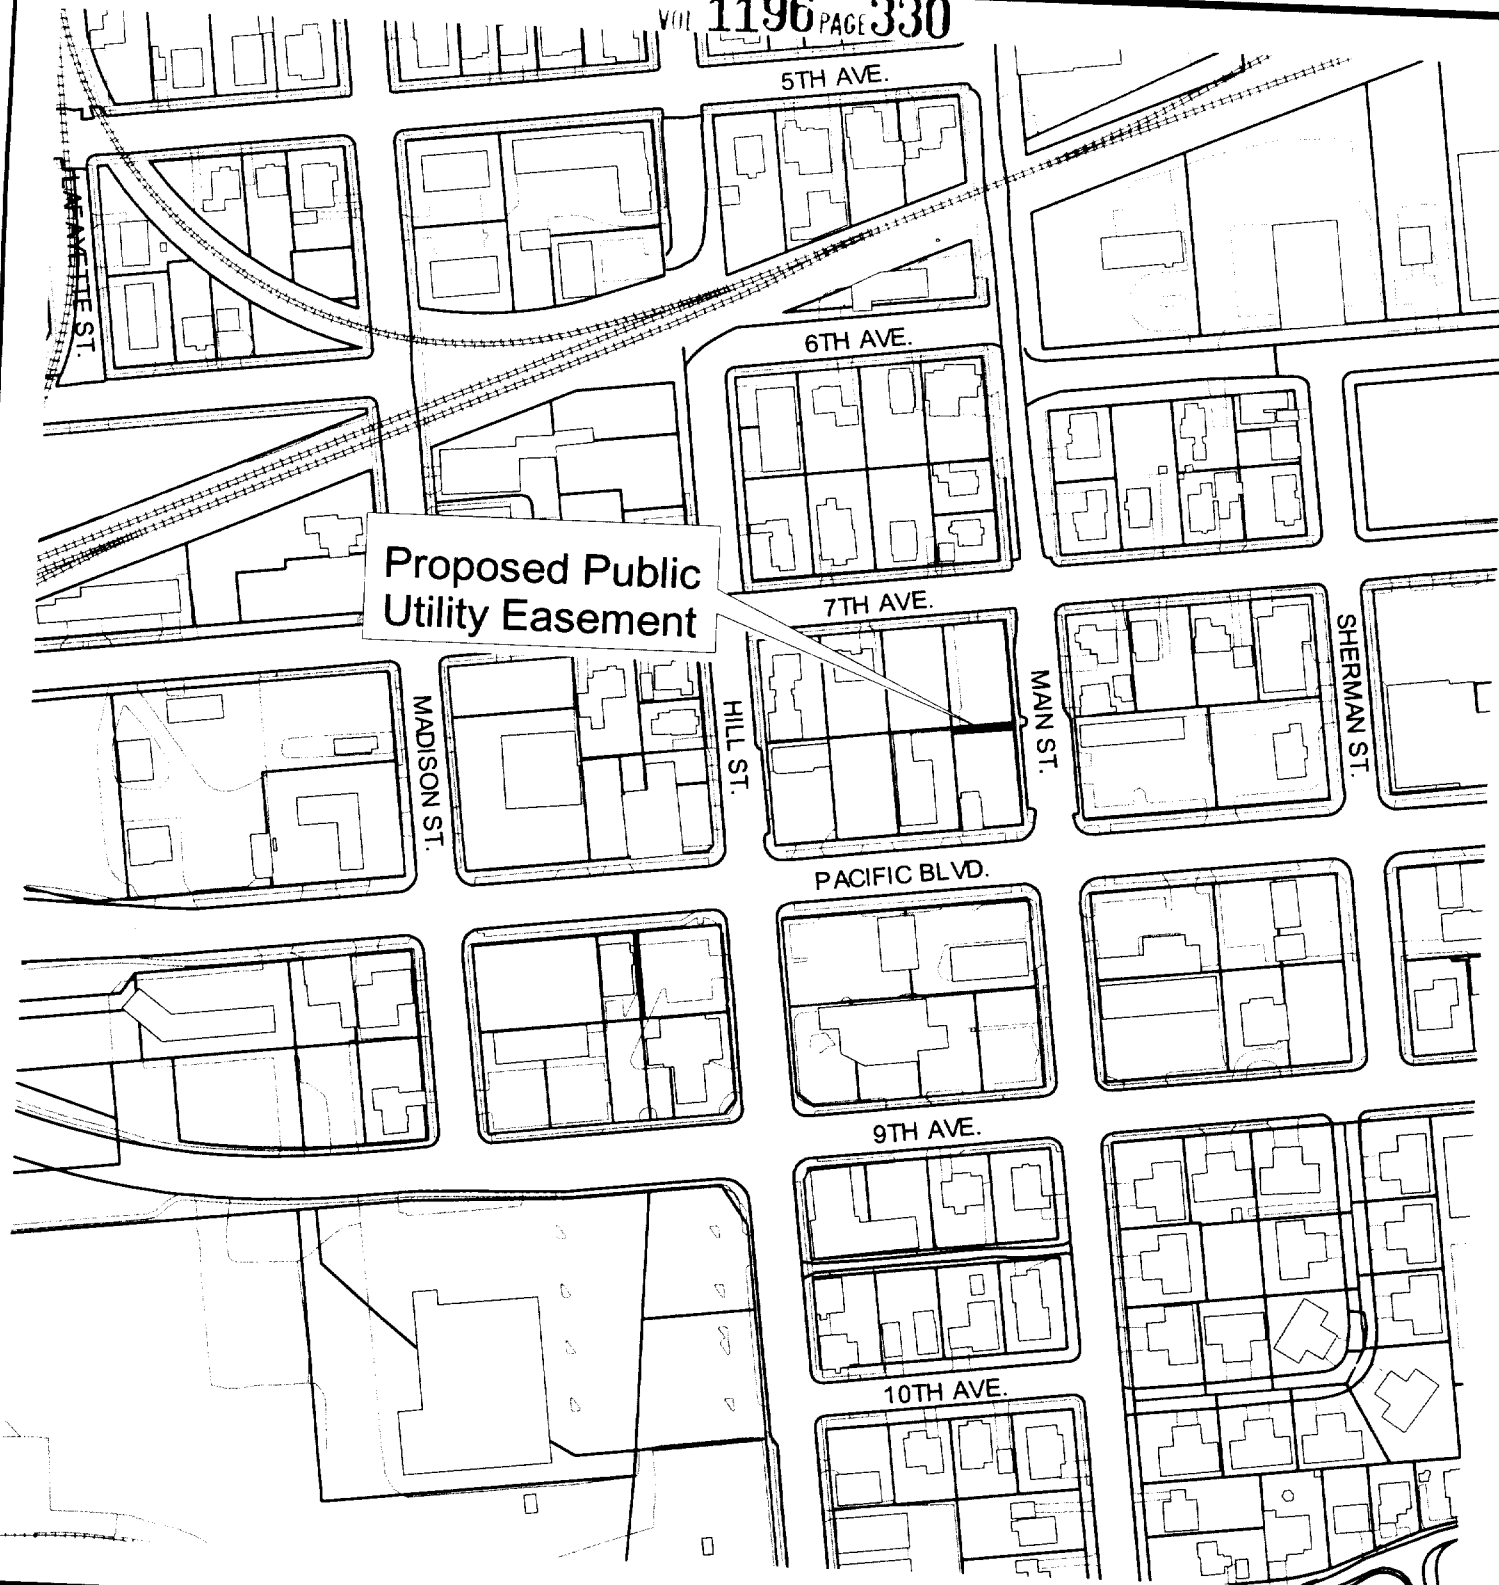 VOL 1196 PAGE 330
5TH AVE.
LAFAYETTE ST.
6TH AVE.
Proposed Public
Utility Easement
7TH AVE.
MADISON ST.
HILL ST.
MAN ST.
SHERMAN ST.
PACIFIC BLVD.
9TH AVE.
10TH AVE.